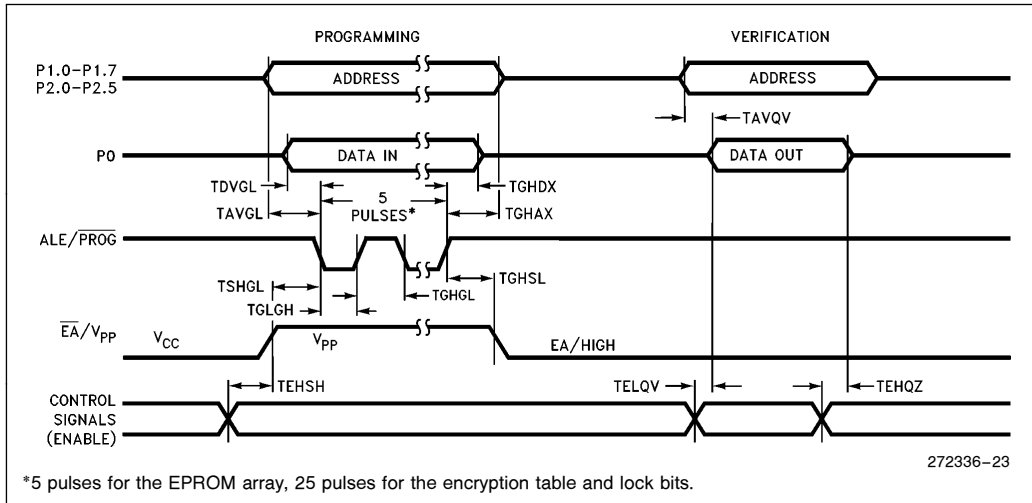 PROGRAMMING VERIFICATION
P1.0–P1.7
P2.0–P2.5
ADDRESS ADDRESS
TAVQV
P0 DATA IN DATA OUT
TDVGL 5 TGHDX
TAVGL PULSES* TGHAX
ALE/PROG
TSHGL TGHGL TGHSL
TGLGH
EA/VPP VCC VPP EA/HIGH
TEHSH TELQV TEHQZ
CONTROL
SIGNALS
(ENABLE)
272336–23
*5 pulses for the EPROM array, 25 pulses for the encryption table and lock bits.